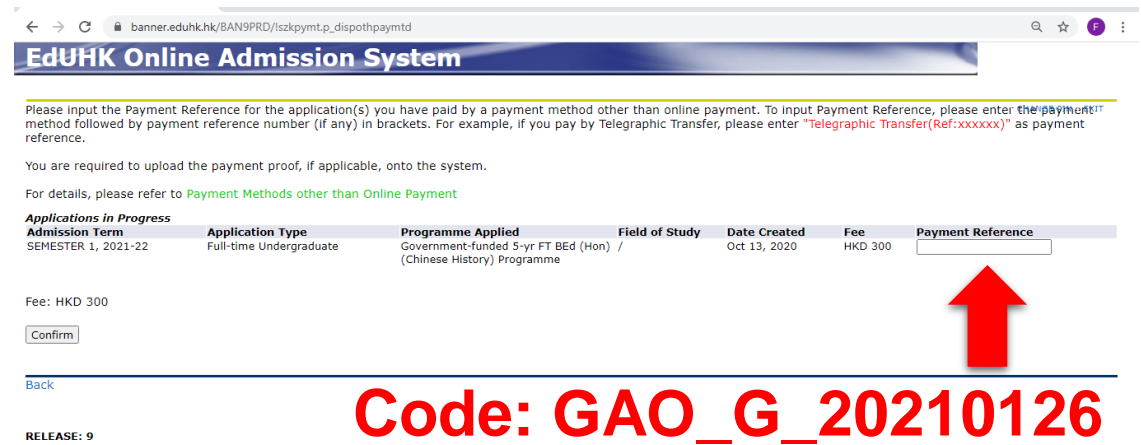 banner.eduhk.hk/BAN9PRD/!szkpymt.p_dispothpaymtd
F
EdUHK Online Admission System
CHANGE PIN EXIT
Please input the Payment Reference for the application(s) you have paid by a payment method other than online payment. To input Payment Reference, please enter the payment
method followed by payment reference number (if any) in brackets. For example, if you pay by Telegraphic Transfer, please enter "Telegraphic Transfer(Ref:xxxxxx)" as payment
reference.
You are required to upload the payment proof, if applicable, onto the system.
For details, please refer to Payment Methods other than Online Payment
Applications in Progress
Admission Term Application Type Programme Applied Field of Study Date Created Fee Payment Reference
SEMESTER 1, 2021-22 Full-time Undergraduate Government-funded 5-yr FT BEd (Hon) / Oct 13, 2020 HKD 300
(Chinese History) Programme
Fee: HKD 300
Confirm
Back
Code: GAO_G_20210126
RELEASE: 9